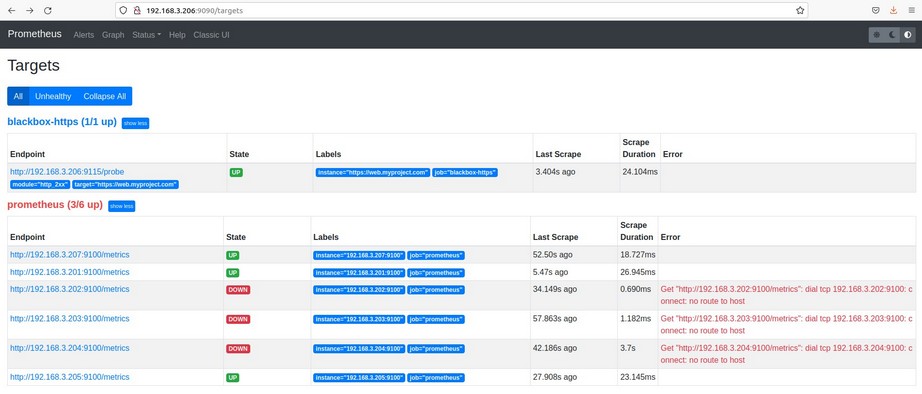 192.168.3.206:9090/targets
Prometheus Alerts Graph Status Help Classic UI
Targets
All Unhealthy Collapse All
blackbox-https (1/1 up) show less
Endpoint State Labels Last Scrape Scrape Duration Error
http://192.168.3.206:9115/probe UP instance="https://web.myproject.com" job="blackbox-https" 3.404s ago 24.104ms
module="http_2xx" target="https://web.myproject.com"
prometheus (3/6 up) show less
Endpoint State Labels Last Scrape Scrape Duration Error
http://192.168.3.207:9100/metrics UP instance="192.168.3.207:9100" job="prometheus" 52.50s ago 18.727ms
http://192.168.3.201:9100/metrics UP instance="192.168.3.201:9100" job="prometheus" 5.47s ago 26.945ms
http://192.168.3.202:9100/metrics DOWN instance="192.168.3.202:9100" job="prometheus" 34.149s ago 0.690ms Get "http://192.168.3.202:9100/metrics": dial tcp 192.168.3.202:9100: c
onnect: no route to host
http://192.168.3.203:9100/metrics DOWN instance="192.168.3.203:9100" job="prometheus" 57.863s ago 1.182ms Get "http://192.168.3.203:9100/metrics": dial tcp 192.168.3.203:9100: c
onnect: no route to host
http://192.168.3.204:9100/metrics DOWN instance="192.168.3.204:9100" job="prometheus" 42.186s ago 3.7s Get "http://192.168.3.204:9100/metrics": dial tcp 192.168.3.204:9100: c
onnect: no route to host
http://192.168.3.205:9100/metrics UP instance="192.168.3.205:9100" job="prometheus" 27.908s ago 23.145ms